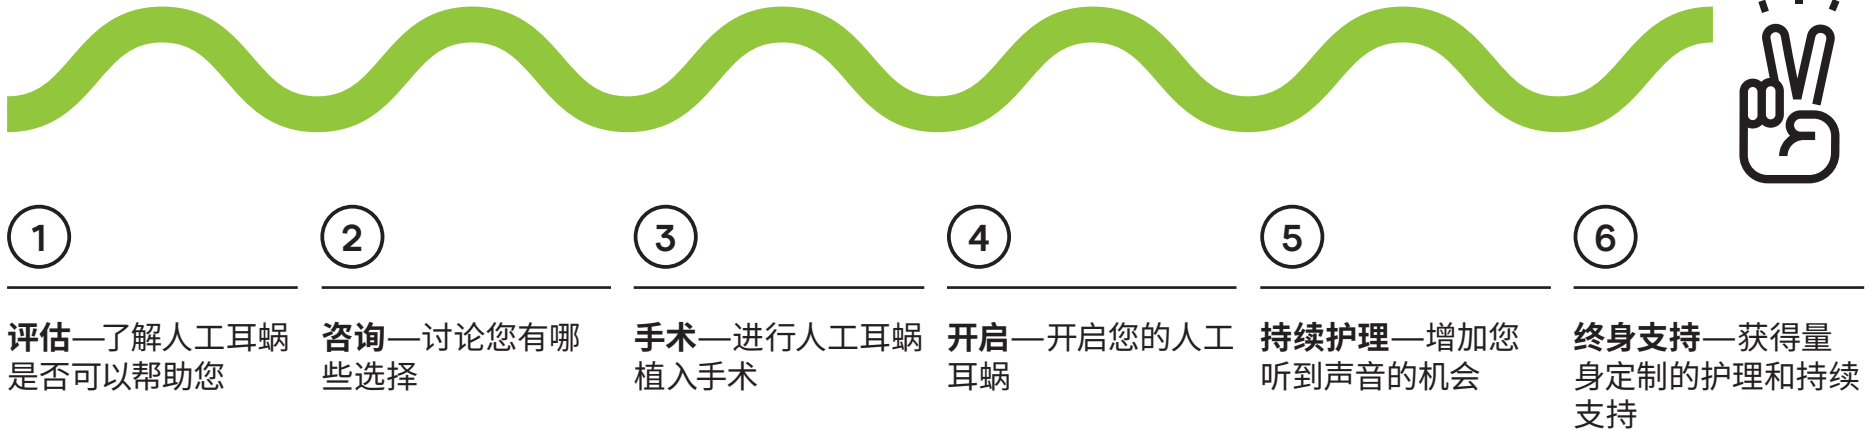 1
评估—了解人工耳蜗
是否可以帮助您
2
咨询—讨论您有哪
些选择
3
手术—进行人工耳蜗
植入手术
4
开启—开启您的人工
耳蜗
5
持续护理—增加您
听到声音的机会
6
终身支持—获得量
身定制的护理和持续
支持